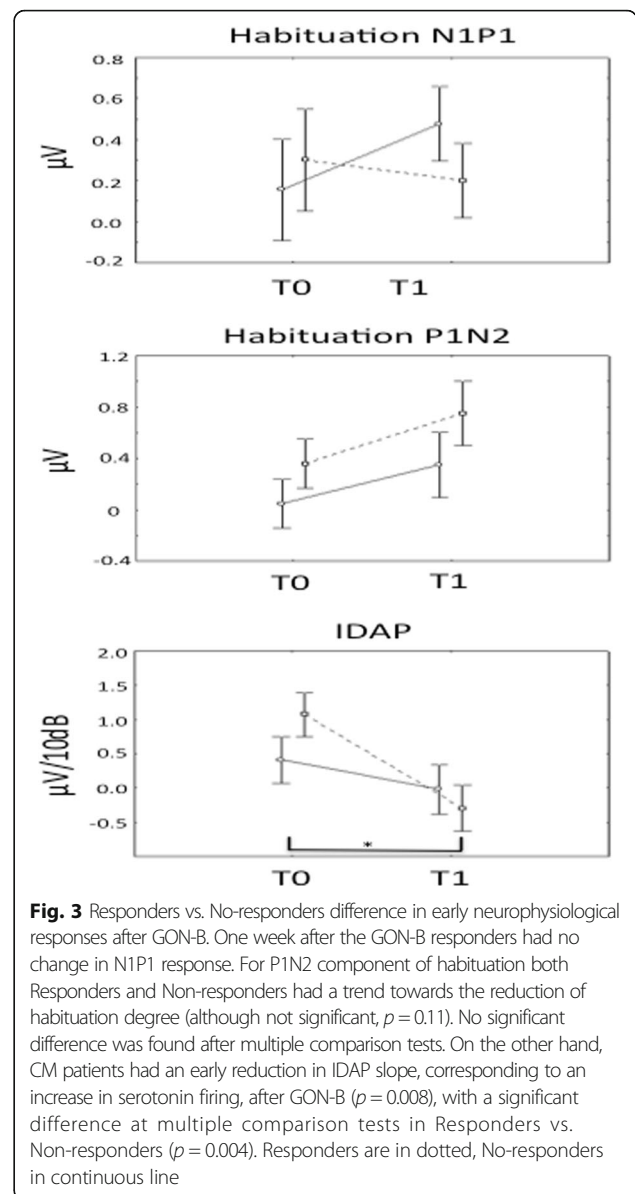 Habituation N1P1
0.8
0.6
0.4
0.2
0.0
-0.2
µV
T0 T1
Habituation P1N2
1.2
0.8
0.4
0
-0.4
µV
T0 T1
IDAP
2.0
1.5
1.0
0.5
0.0
-0.5
µV/10dB
*
T0 T1
Fig. 3 Responders vs. No-responders difference in early neurophysiological
responses after GON-B. One week after the GON-B responders had no
change in N1P1 response. For P1N2 component of habituation both
Responders and Non-responders had a trend towards the reduction of
habituation degree (although not significant, p = 0.11). No significant
difference was found after multiple comparison tests. On the other hand,
CM patients had an early reduction in IDAP slope, corresponding to an
increase in serotonin firing, after GON-B (p = 0.008), with a significant
difference at multiple comparison tests in Responders vs.
Non-responders (p = 0.004). Responders are in dotted, No-responders
in continuous line